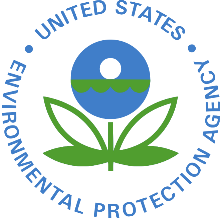 UNITED STATES
ENVIRONMENTAL PROTECTION AGENCY